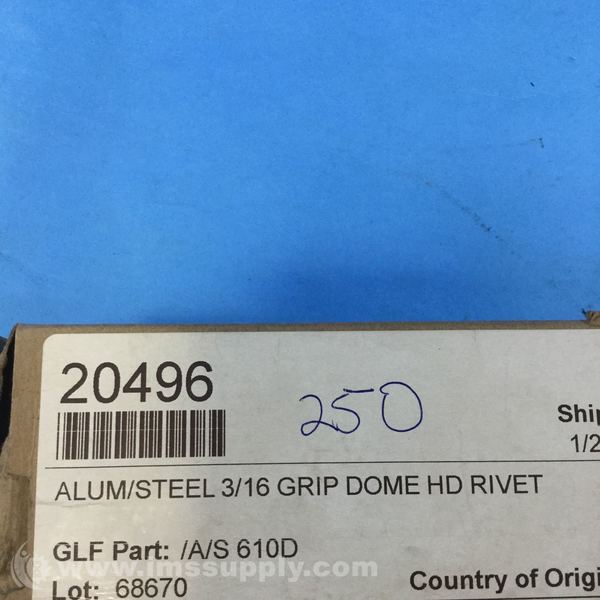 20496
250
Ship
1/2
ALUM/STEEL 3/16 GRIP DOME HD RIVET
GLF Part: /A/S 610D
Lot: 68670
Country of Origi
www.imssupply.com